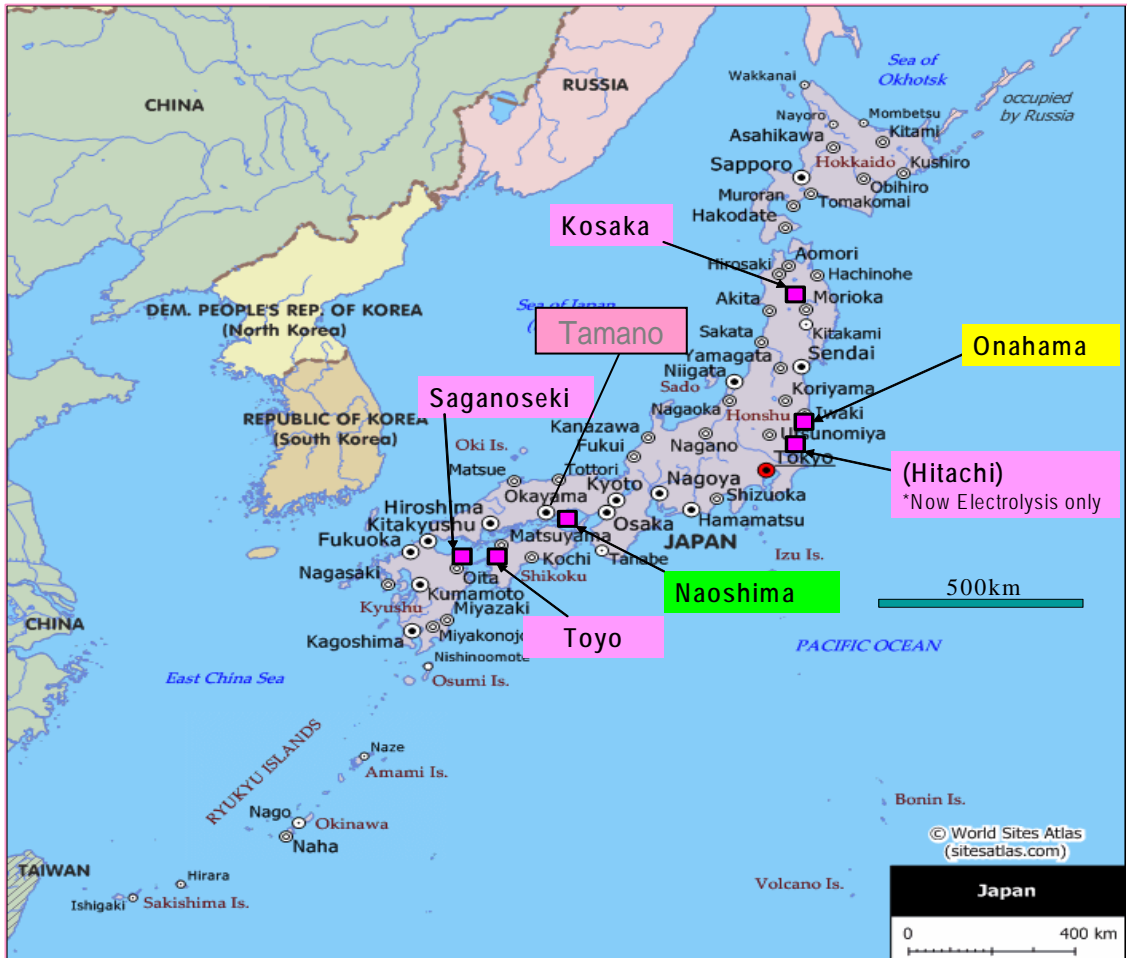 Sea of
Okhotsk
Wakkanai
RUSSIA
CHINA
occupied
by Russia
Nayoro
Mombetsu
Asahikawa
Kitami
Sapporo
Hokkaido
Kushiro
Obihiro
Muroran
Tomakomai
Hakodate
Kosaka
Aomori
Hirosaki
Hachinohe
DEM. PEOPLE'S REP. OF KOREA
(North Korea)
Sea of Japan
Akita
Morioka
Tamano
Sakata
Kitakami
Onahama
Yamagata
Sendai
Niigata
Sado
Koriyama
Saganoseki
Nagaoka
Honshu
Iwaki
REPUBLIC OF KOREA
(South Korea)
Kanazawa
Utsunomiya
Oki Is.
Fukui
Nagano
Tokyo
(Hitachi)
*Now Electrolysis only
Matsue
Tottori
Nagoya
Kyoto
Okayama
Shizuoka
Hiroshima
Osaka
Hamamatsu
Kitakyushu
Matsuyama
JAPAN
Fukuoka
Kochi
Tanabe
Izu Is.
Oita
Shikoku
Nagasaki
Kumamoto
Naoshima
500km
Kyushu
Miyazaki
CHINA
Kagoshima
Miyakonojo
Toyo
PACIFIC OCEAN
Nishinoomote
East China Sea
Osumi Is.
RYUKYU ISLANDS
Naze
Amami Is.
Bonin Is.
Nago
Okinawa
Naha
© World Sites Atlas
(sitesatlas.com)
TAIWAN
Hirara
Volcano Is.
Ishigaki
Sakishima Is.
Japan
0
400 km